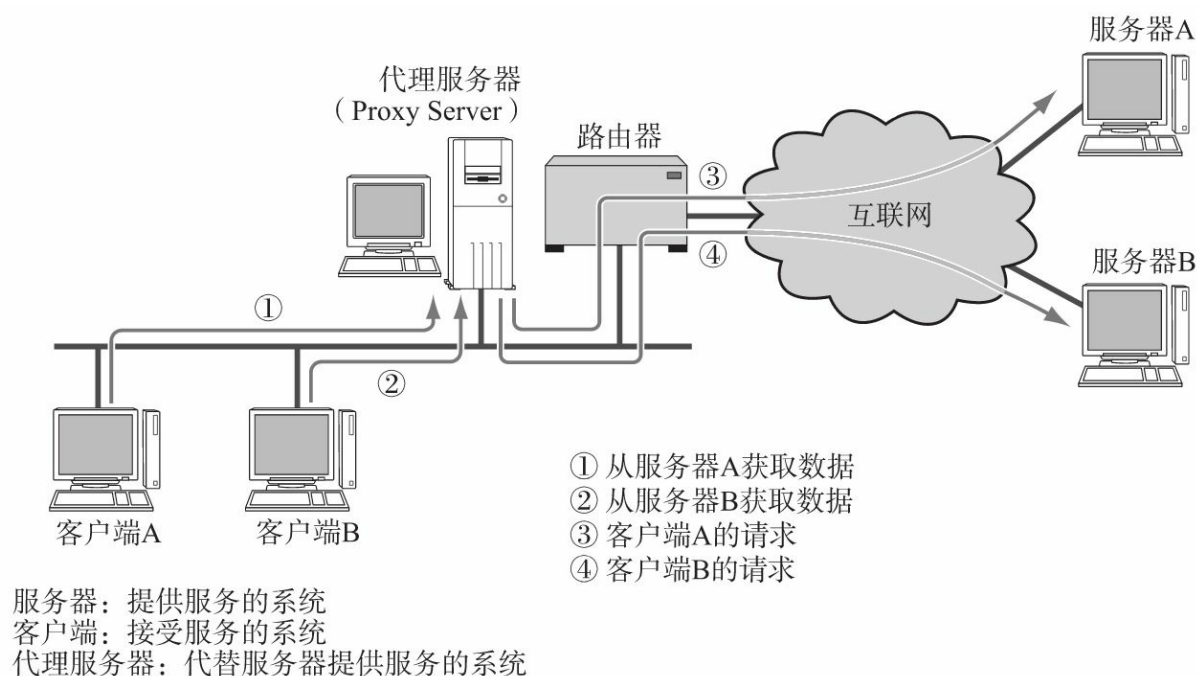 服务器A
代理服务器
（Proxy Server）
路由器
③
互联网
④
服务器B
①
②
客户端A
客户端B
① 从服务器A获取数据
② 从服务器B获取数据
③ 客户端A的请求
④ 客户端B的请求
服务器：提供服务的系统
客户端：接受服务的系统
代理服务器：代替服务器提供服务的系统